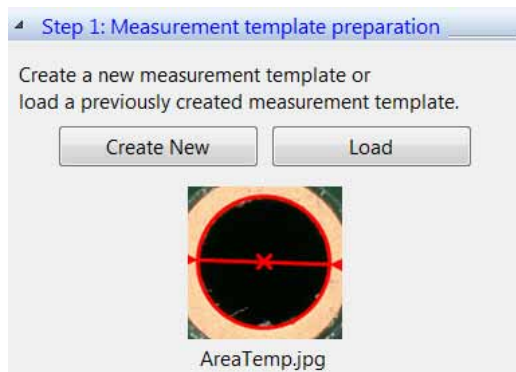 Step 1: Measurement template preparation
Create a new measurement template or
load a previously created measurement template.
Create New
Load
AreaTemp.jpg